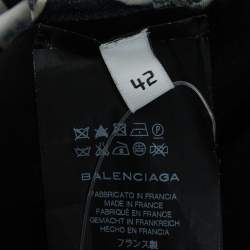 42
BALENCIAGA
FABBRICATO IN FRANCIA
MADE IN FRANCE
FABRIQUE EN FRANCE
GEMACHT IN FRANKREICH
HECHO EN FRANCIA
フランス製